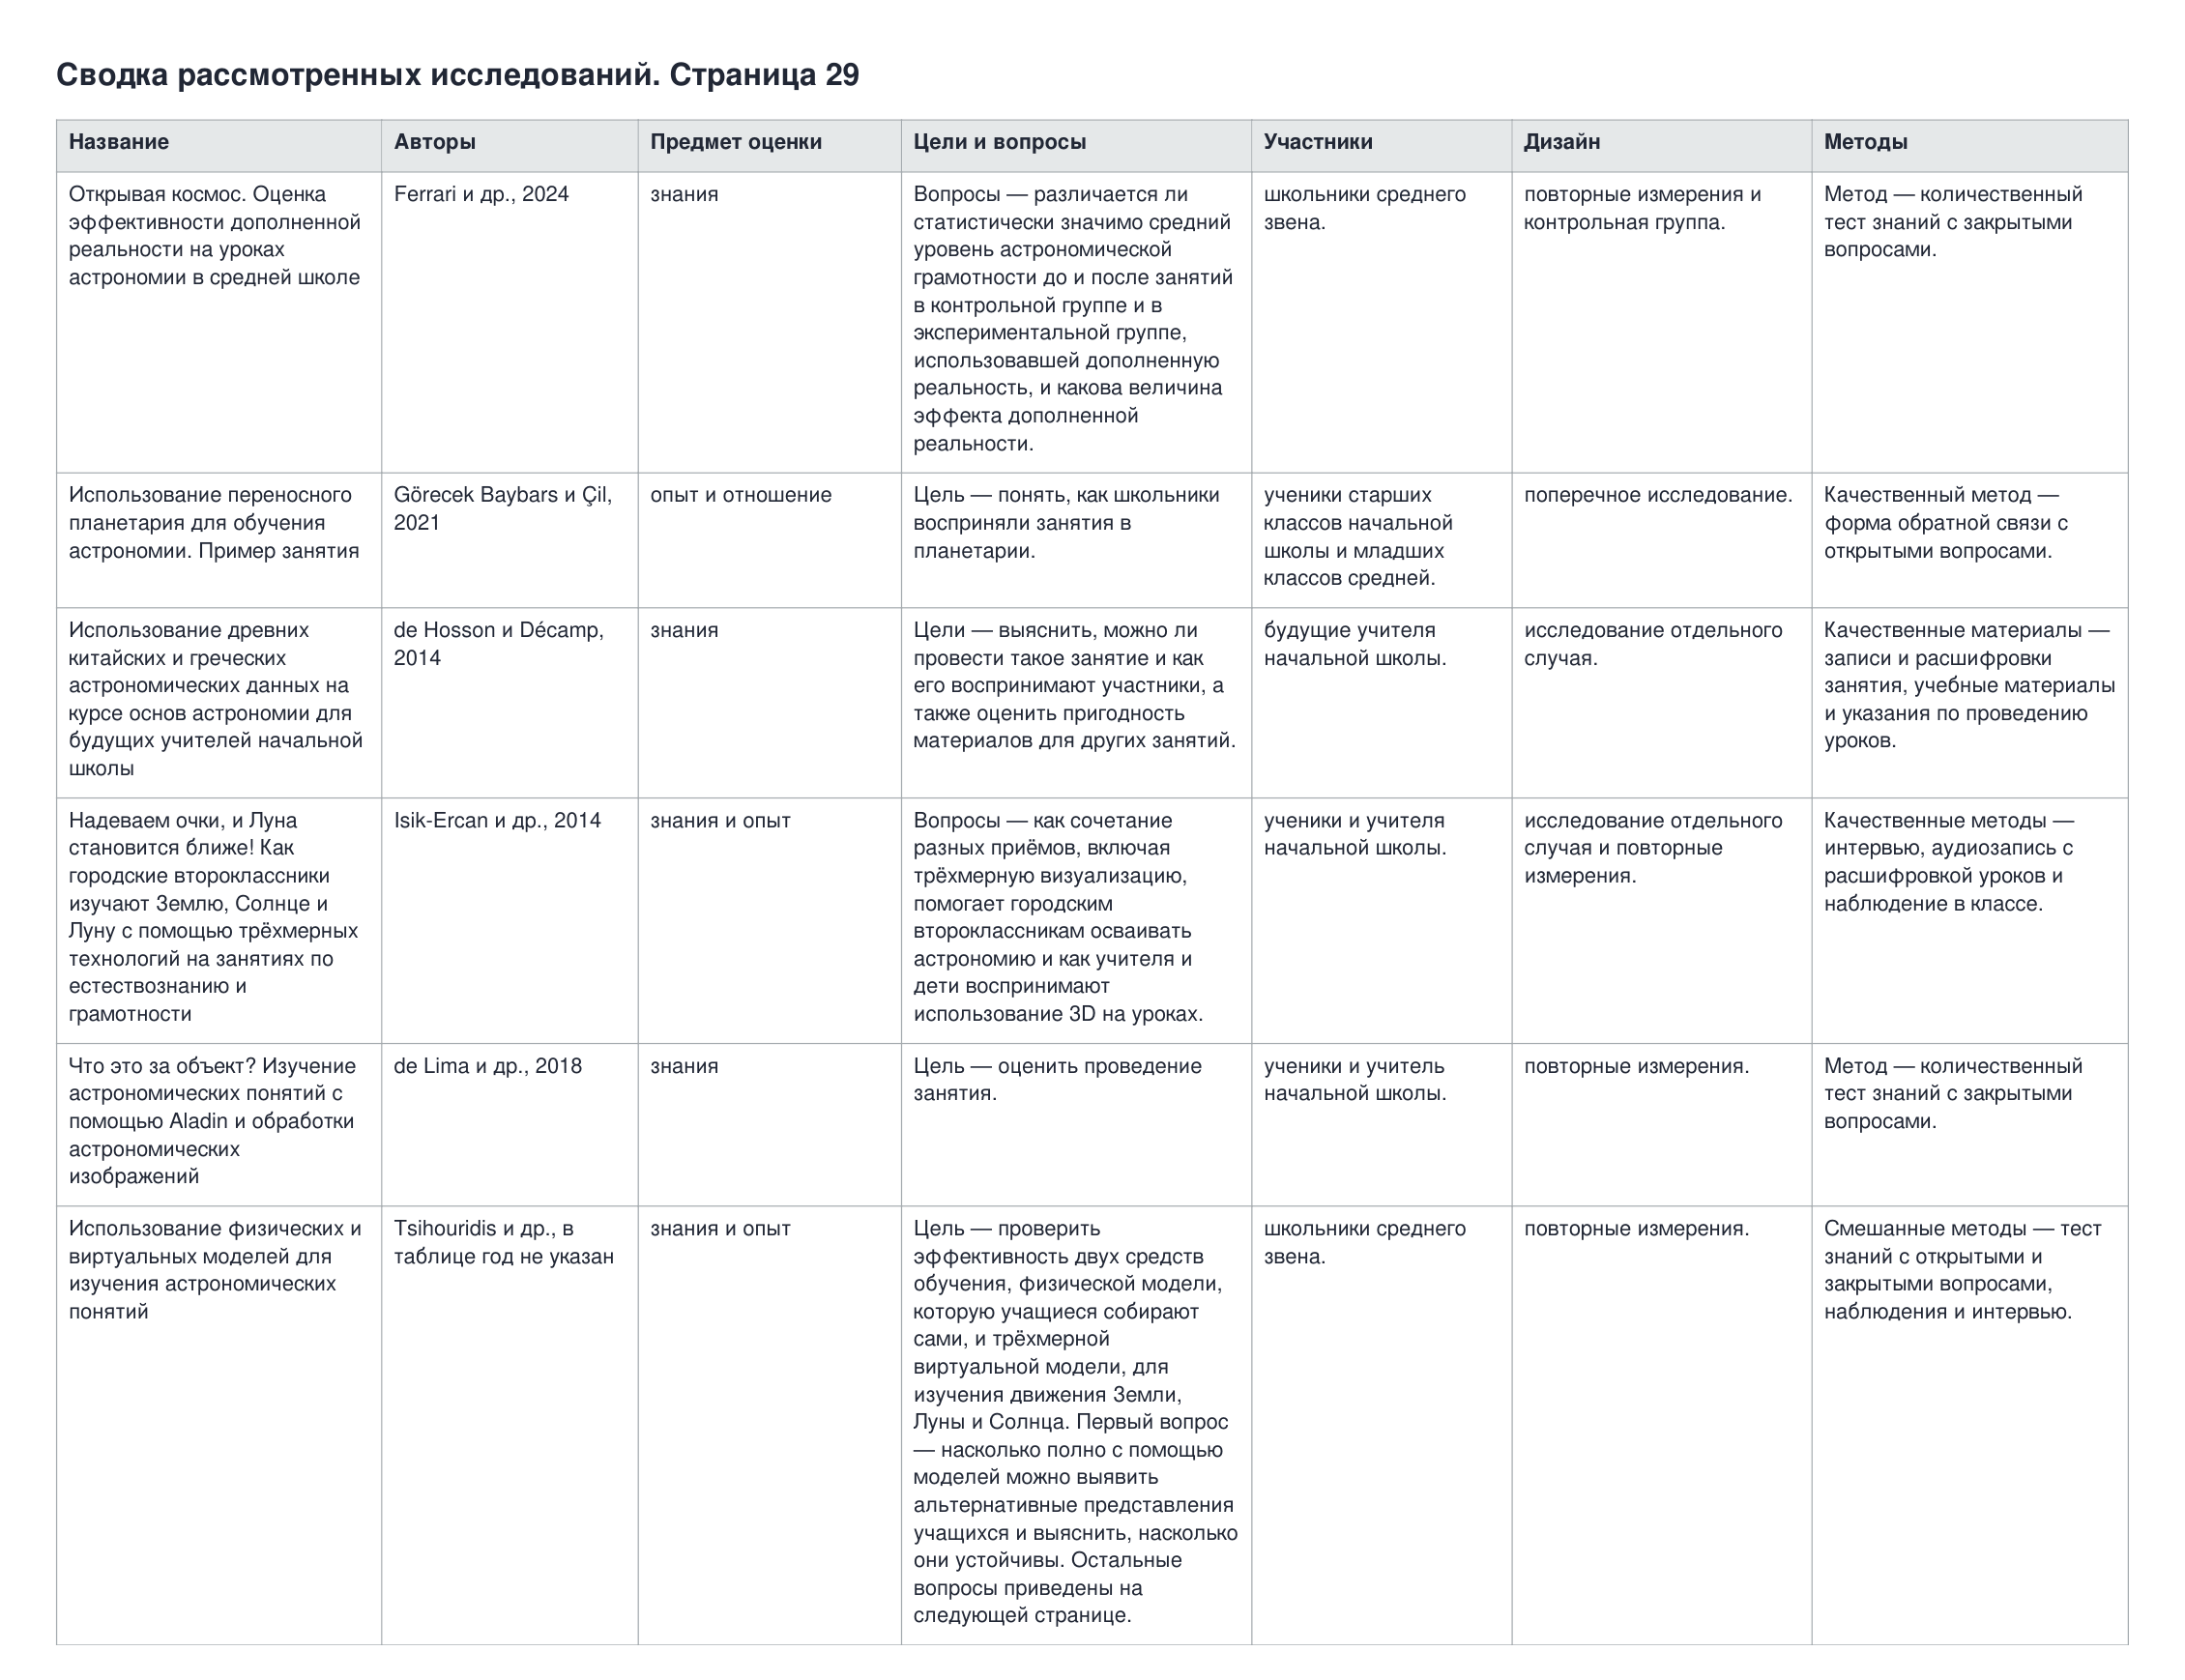 Сводка рассмотренных исследований. Страница 29
Название
Авторы
Предмет оценки
Цели и вопросы
Участники
Дизайн
Методы
Открывая космос. Оценка
эффективности дополненной
реальности на уроках
астрономии в средней школе
Ferrari и др., 2024
знания
Вопросы — различается ли
статистически значимо средний
уровень астрономической
грамотности до и после занятий
в контрольной группе и в
экспериментальной группе,
использовавшей дополненную
реальность, и какова величина
эффекта дополненной
реальности.
школьники среднего
звена.
повторные измерения и
контрольная группа.
Метод — количественный
тест знаний с закрытыми
вопросами.
Использование переносного
планетария для обучения
астрономии. Пример занятия
Görecek Baybars и Çil,
2021
опыт и отношение
Цель — понять, как школьники
восприняли занятия в
планетарии.
ученики старших
классов начальной
школы и младших
классов средней.
поперечное исследование.
Качественный метод —
форма обратной связи с
открытыми вопросами.
Использование древних
китайских и греческих
астрономических данных на
курсе основ астрономии для
будущих учителей начальной
школы
de Hosson и Décamp,
2014
знания
Цели — выяснить, можно ли
провести такое занятие и как
его воспринимают участники, а
также оценить пригодность
материалов для других занятий.
будущие учителя
начальной школы.
исследование отдельного
случая.
Качественные материалы —
записи и расшифровки
занятия, учебные материалы
и указания по проведению
уроков.
Надеваем очки, и Луна
становится ближе! Как
городские второклассники
изучают Землю, Солнце и
Луну с помощью трёхмерных
технологий на занятиях по
естествознанию и
грамотности
Isik-Ercan и др., 2014
знания и опыт
Вопросы — как сочетание
разных приёмов, включая
трёхмерную визуализацию,
помогает городским
второклассникам осваивать
астрономию и как учителя и
дети воспринимают
использование 3D на уроках.
ученики и учителя
начальной школы.
исследование отдельного
случая и повторные
измерения.
Качественные методы —
интервью, аудиозапись с
расшифровкой уроков и
наблюдение в классе.
Что это за объект? Изучение
астрономических понятий с
помощью Aladin и обработки
астрономических
изображений
de Lima и др., 2018
знания
Цель — оценить проведение
занятия.
ученики и учитель
начальной школы.
повторные измерения.
Метод — количественный
тест знаний с закрытыми
вопросами.
Использование физических и
виртуальных моделей для
изучения астрономических
понятий
Tsihouridis и др., в
таблице год не указан
знания и опыт
Цель — проверить
эффективность двух средств
обучения, физической модели,
которую учащиеся собирают
сами, и трёхмерной
виртуальной модели, для
изучения движения Земли,
Луны и Солнца. Первый вопрос
— насколько полно с помощью
моделей можно выявить
альтернативные представления
учащихся и выяснить, насколько
они устойчивы. Остальные
вопросы приведены на
следующей странице.
школьники среднего
звена.
повторные измерения.
Смешанные методы — тест
знаний с открытыми и
закрытыми вопросами,
наблюдения и интервью.